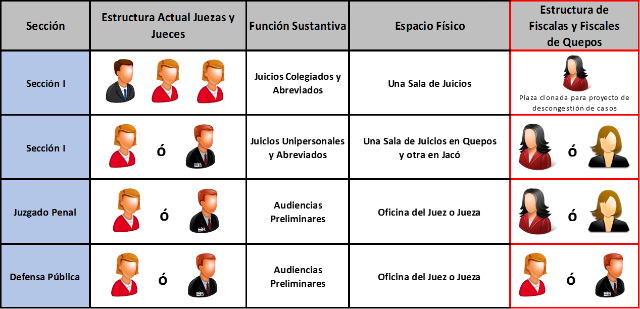 Sección
Estructura Actual Juezas y
Jueces
Función Sustantiva
Espacio Físico
Estructura de
Fiscalas y Fiscales
de Quepos
Sección I
Juicios Colegiados y
Abreviados
Una Sala de Juicios
Plaza clonada para proyecto de
descongestión de casos
Sección I
ó
Juicios Unipersonales
y Abreviados
Una Sala de Juicios en Quepos
y otra en Jacó
ó
Juzgado Penal
ó
Audiencias
Preliminares
Oficina del Juez o Jueza
ó
Defensa Pública
ó
Audiencias
Preliminares
Oficina del Juez o Jueza
ó